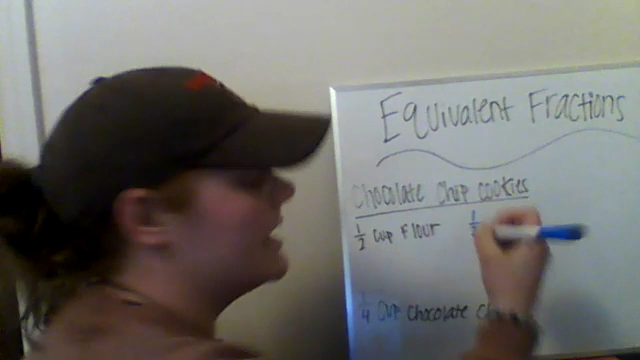 Equivalent Fractions
Chocolate Chip cookies
1/2 cup Flour
1/4 cup Chocolate